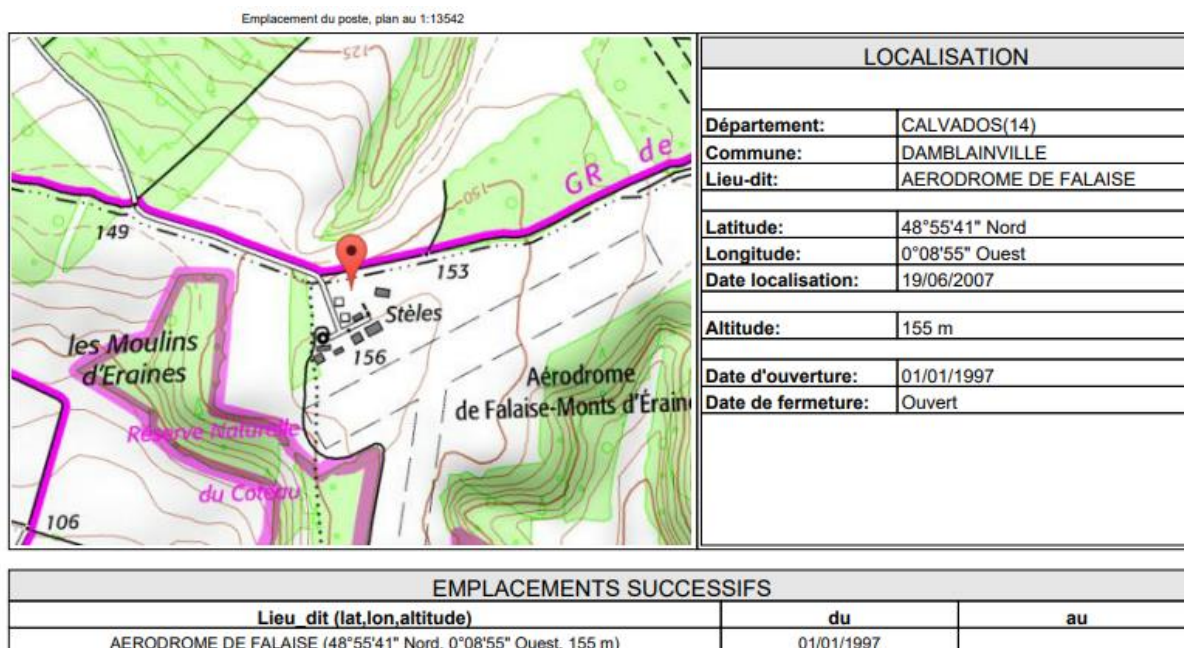 Emplacement du poste, plan au 1:13542
125
149
150
GR de
153
Stèles
156
les Moulins
d'Eraines
Aérodrome
de Falaise-Monts d'Érain
Réserve Naturelle
du Coteau
106
LOCALISATION
Département: CALVADOS(14)
Commune: DAMBLAINVILLE
Lieu-dit: AERODROME DE FALAISE
Latitude: 48°55'41" Nord
Longitude: 0°08'55" Ouest
Date localisation: 19/06/2007
Altitude: 155 m
Date d'ouverture: 01/01/1997
Date de fermeture: Ouvert
EMPLACEMENTS SUCCESSIFS
Lieu_dit (lat,lon,altitude) du au
AERODROME DE FALAISE (48°55'41" Nord, 0°08'55" Ouest, 155 m) 01/01/1997